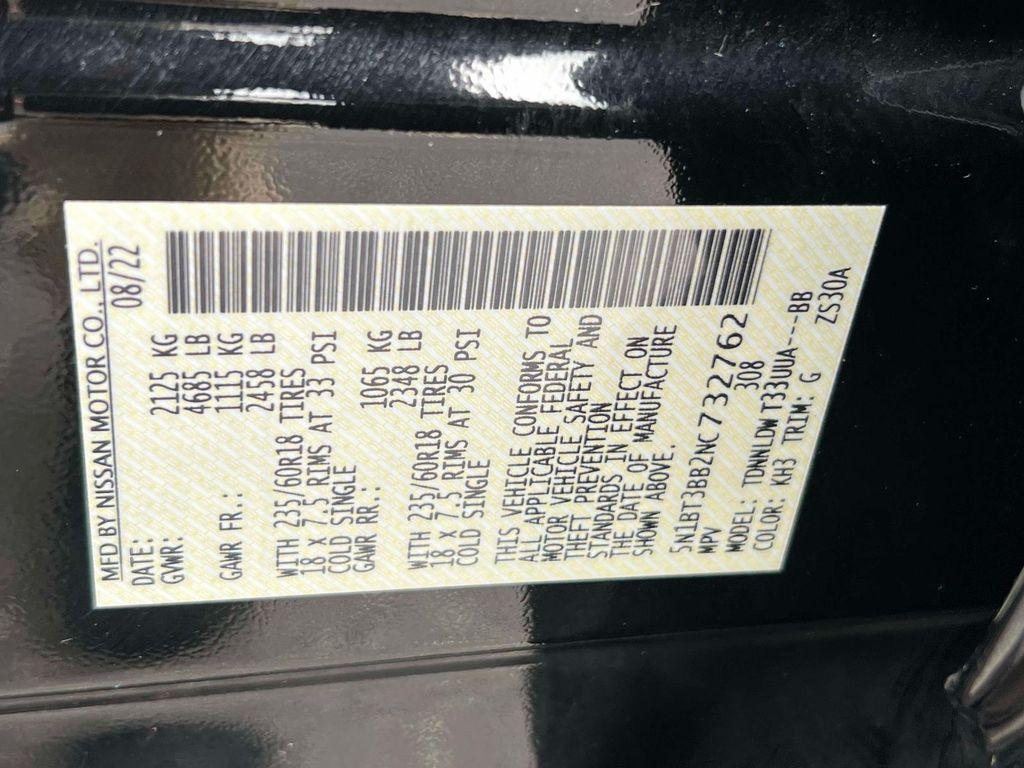 MFD BY NISSAN MOTOR CO., LTD.
DATE: 08/22
GVWR: 2125 KG
4685 LB
GAWR FR.: 1115 KG
2458 LB
WITH 235/60R18 TIRES
18 x 7.5 RIMS AT 33 PSI
COLD SINGLE
GAWR RR.: 1065 KG
2348 LB
WITH 235/60R18 TIRES
18 x 7.5 RIMS AT 30 PSI
COLD SINGLE
THIS VEHICLE CONFORMS TO
ALL APPLICABLE FEDERAL
MOTOR VEHICLE SAFETY AND
THEFT PREVENTION
STANDARDS IN EFFECT ON
THE DATE OF MANUFACTURE
SHOWN ABOVE.
5N1BT3BB2NC732762
MPV 308
MODEL: TDNNLDW T33UUA---BB
COLOR: KH3 TRIM: G ZS30A